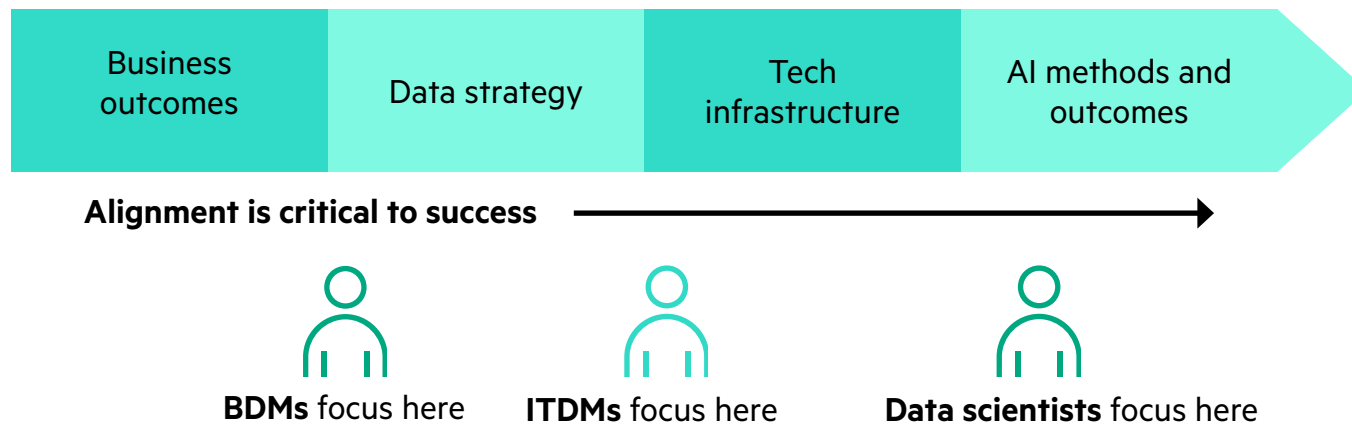 Business
outcomes
Data strategy
Tech
infrastructure
AI methods and
outcomes
Alignment is critical to success
BDMs focus here
ITDMs focus here
Data scientists focus here